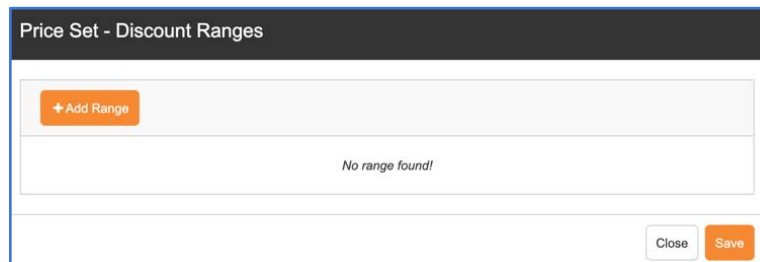 Price Set - Discount Ranges
+Add Range
No range found!
Close Save